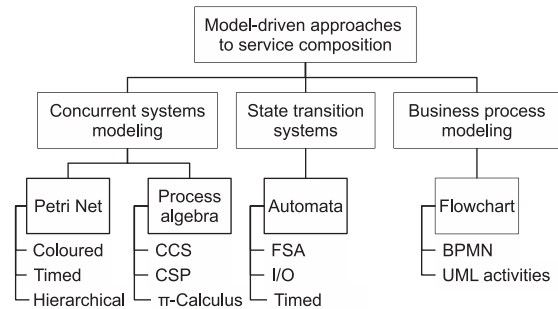 Model-driven approaches
to service composition
Concurrent systems
modeling
State transition
systems
Business process
modeling
Petri Net
Process
algebra
Automata
Flowchart
Coloured
Timed
Hierarchical
CCS
CSP
π-Calculus
FSA
I/O
Timed
BPMN
UML activities